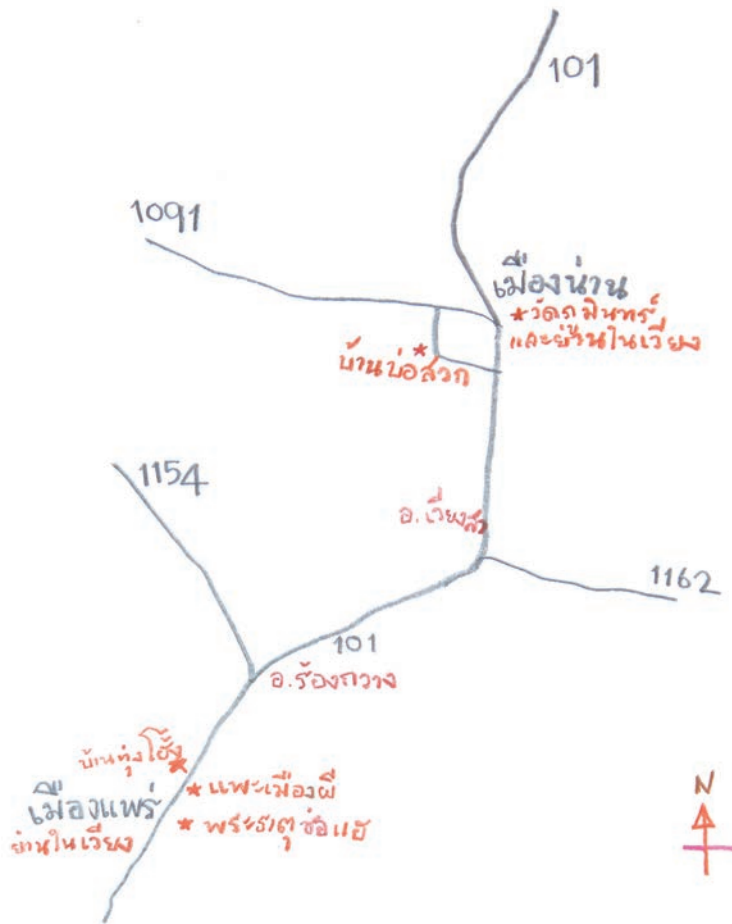 101
1091
เมืองน่าน
*วัดภูมินทร์
และย่านในเวียง
*
บ้านบ่อสวก
1154
อ.เวียงสา
1162
101
อ.ร้องกวาง
บ้านทุ่งโฮ้ง
*
* แพะเมืองผี
เมืองแพร่
* พระธาตุช่อแฮ
ย่านในเวียง
N